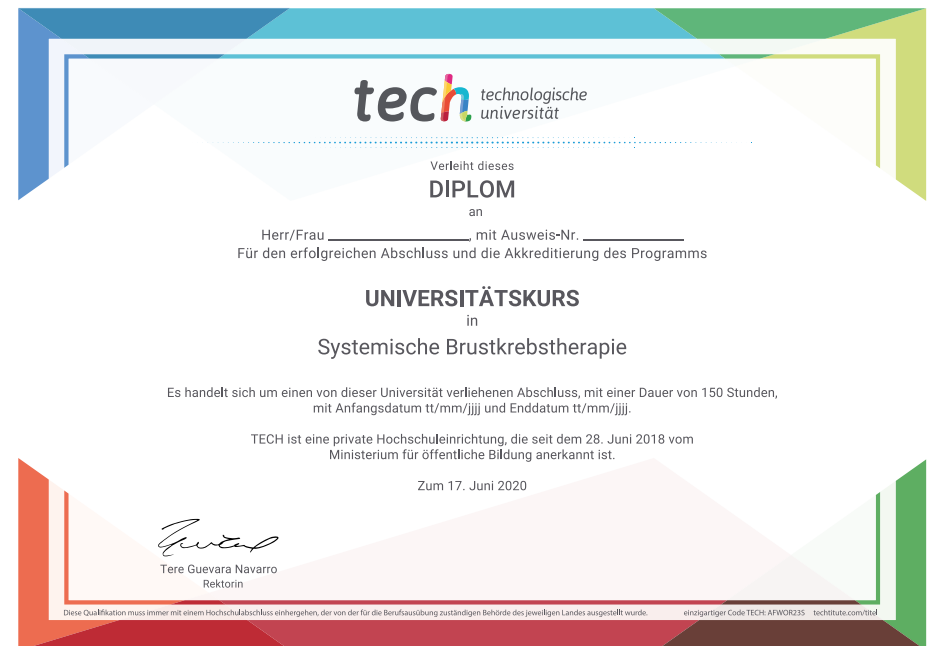 tech technologische
universität
Verleiht dieses
DIPLOM
an
Herr/Frau ____________________, mit Ausweis-Nr. ______________
Für den erfolgreichen Abschluss und die Akkreditierung des Programms
UNIVERSITÄTSKURS
in
Systemische Brustkrebstherapie
Es handelt sich um einen von dieser Universität verliehenen Abschluss, mit einer Dauer von 150 Stunden,
mit Anfangsdatum tt/mm/jjjj und Enddatum tt/mm/jjjj.
TECH ist eine private Hochschuleinrichtung, die seit dem 28. Juni 2018 vom
Ministerium für öffentliche Bildung anerkannt ist.
Zum 17. Juni 2020
Tere Guevara Navarro
Rektorin
Diese Qualifikation muss immer mit einem Hochschulabschluss einhergehen, der von der für die Berufsausübung zuständigen Behörde des jeweiligen Landes ausgestellt wurde. einzigartiger Code TECH: AFWOR23S techtitute.com/titel